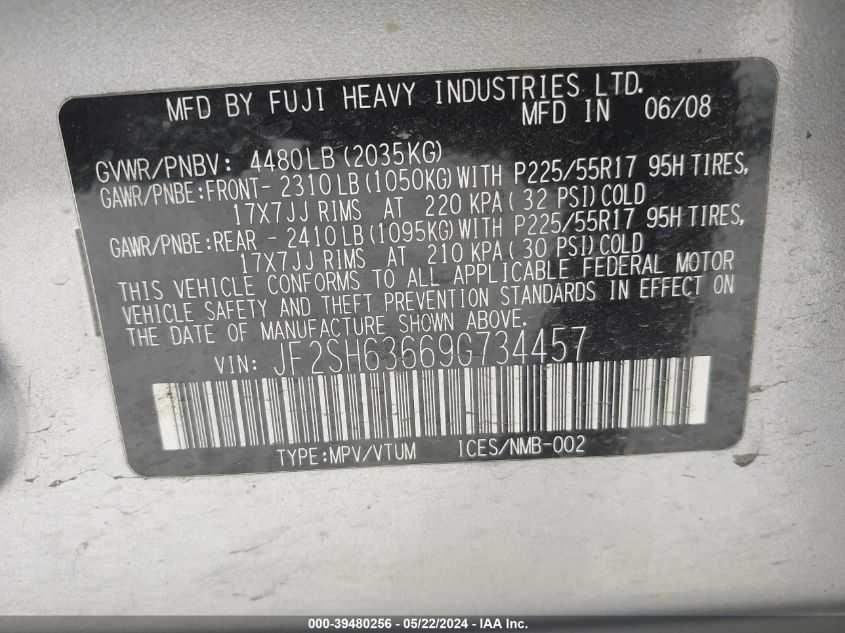 MFD BY FUJI HEAVY INDUSTRIES LTD.
MFD IN 06/08
GVWR/PNBV: 4480LB(2035KG)
GAWR/PNBE:FRONT- 2310LB(1050KG)WITH P225/55R17 95H TIRES,
17X7JJ RIMS AT 220 KPA(32 PSI)COLD
GAWR/PNBE:REAR - 2410LB(1095KG)WITH P225/55R17 95H TIRES,
17X7JJ RIMS AT 210 KPA(30 PSI)COLD
THIS VEHICLE CONFORMS TO ALL APPLICABLE FEDERAL MOTOR
VEHICLE SAFETY AND THEFT PREVENTION STANDARDS IN EFFECT ON
THE DATE OF MANUFACTURE SHOWN ABOVE.
VIN: JF2SH63669G734457
TYPE:MPV/VTUM ICES/NMB-002
000-39480256 - 05/22/2024 - IAA Inc.